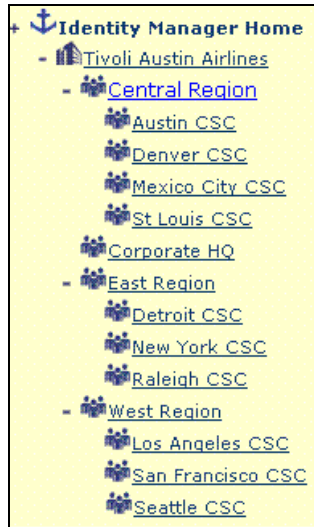 + Identity Manager Home
- Tivoli Austin Airlines
- Central Region
Austin CSC
Denver CSC
Mexico City CSC
St Louis CSC
Corporate HQ
- East Region
Detroit CSC
New York CSC
Raleigh CSC
- West Region
Los Angeles CSC
San Francisco CSC
Seattle CSC